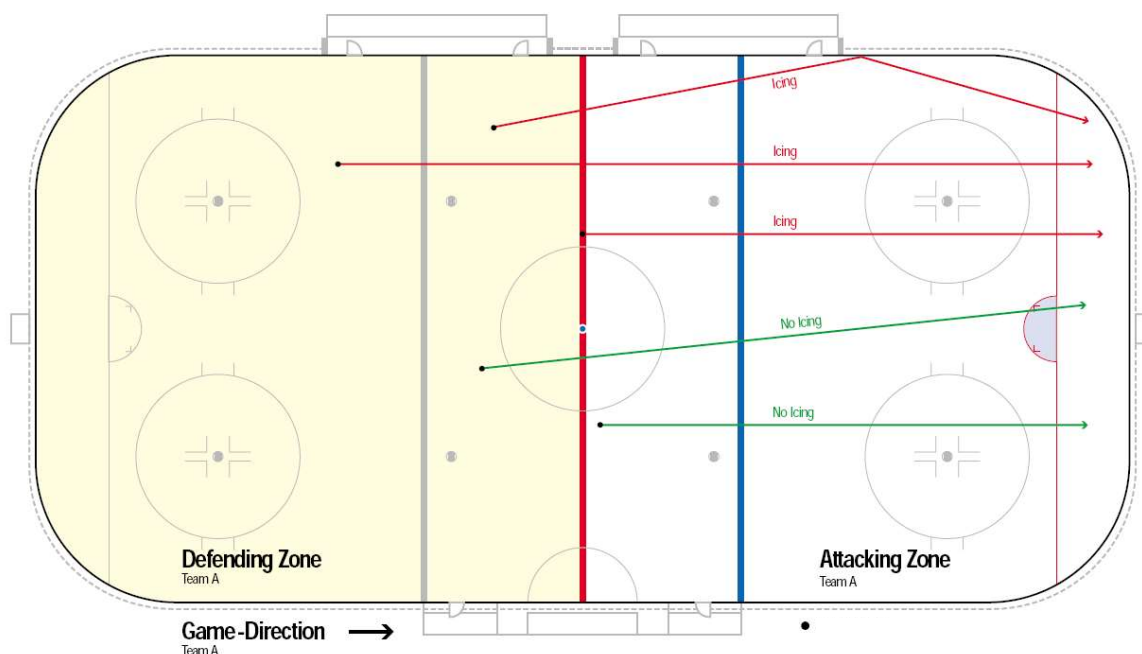 Icing
Icing
Icing
No Icing
No Icing
Defending Zone
Team A
Attacking Zone
Team A
Game-Direction
Team A